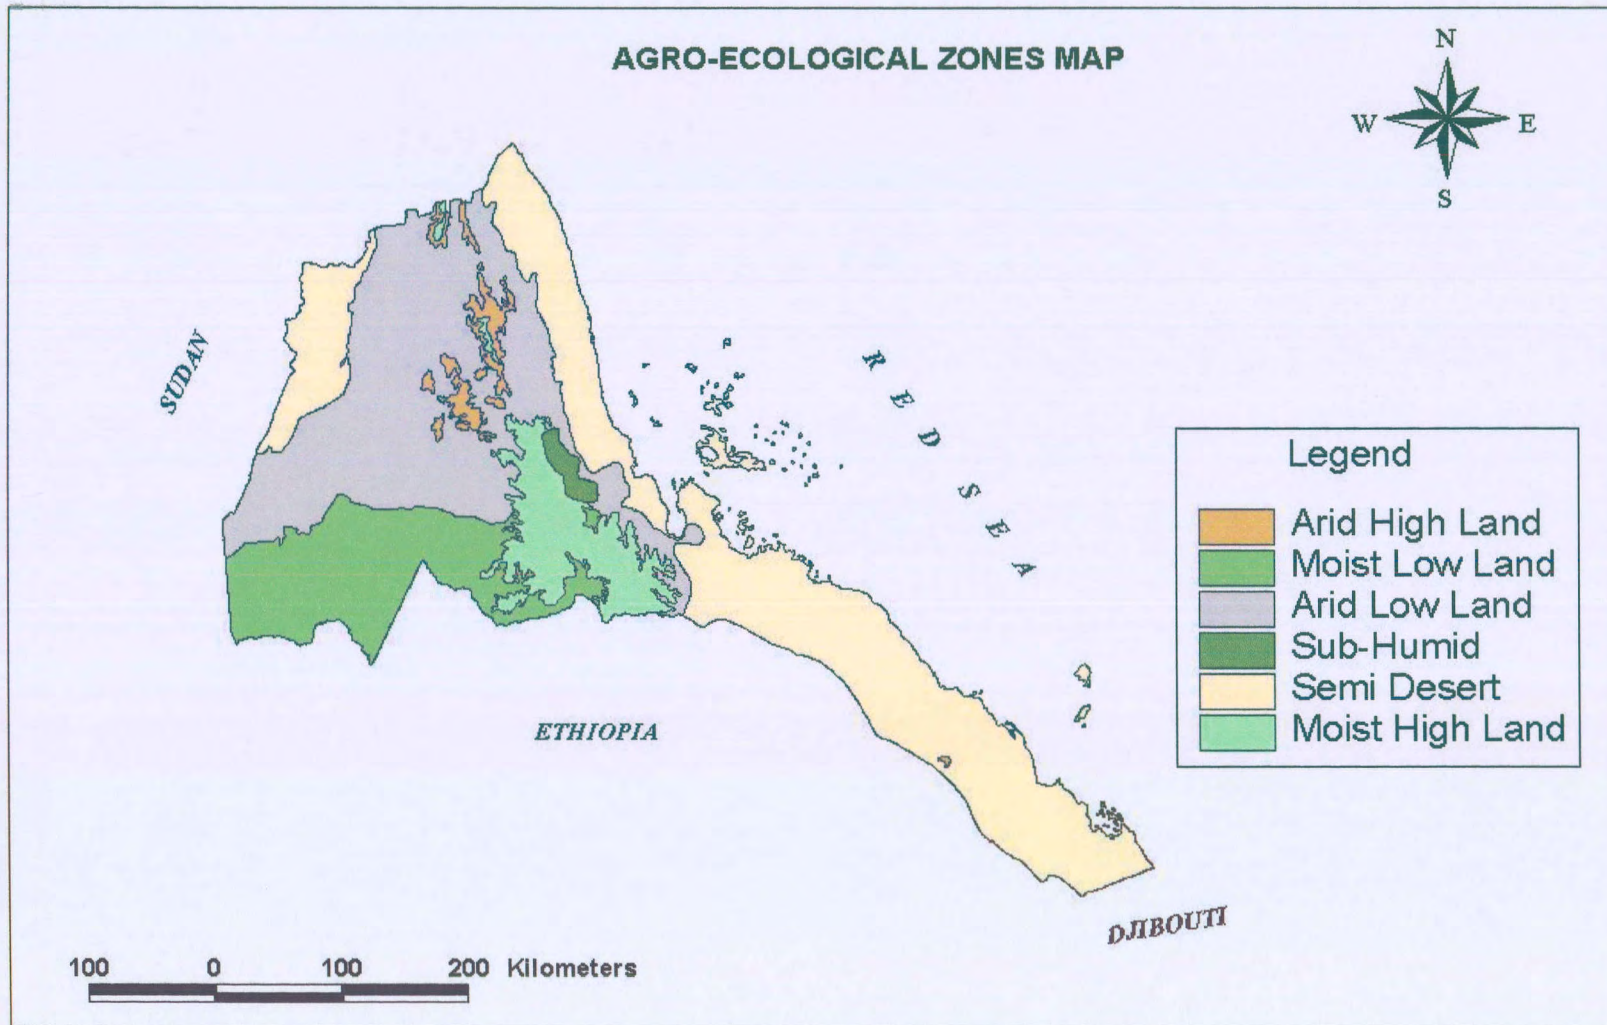 AGRO-ECOLOGICAL ZONES MAP
N
W E
S
SUDAN
RED SEA
Legend
Arid High Land
Moist Low Land
Arid Low Land
Sub-Humid
Semi Desert
Moist High Land
ETHIOPIA
DJIBOUTI
100 0 100 200 Kilometers